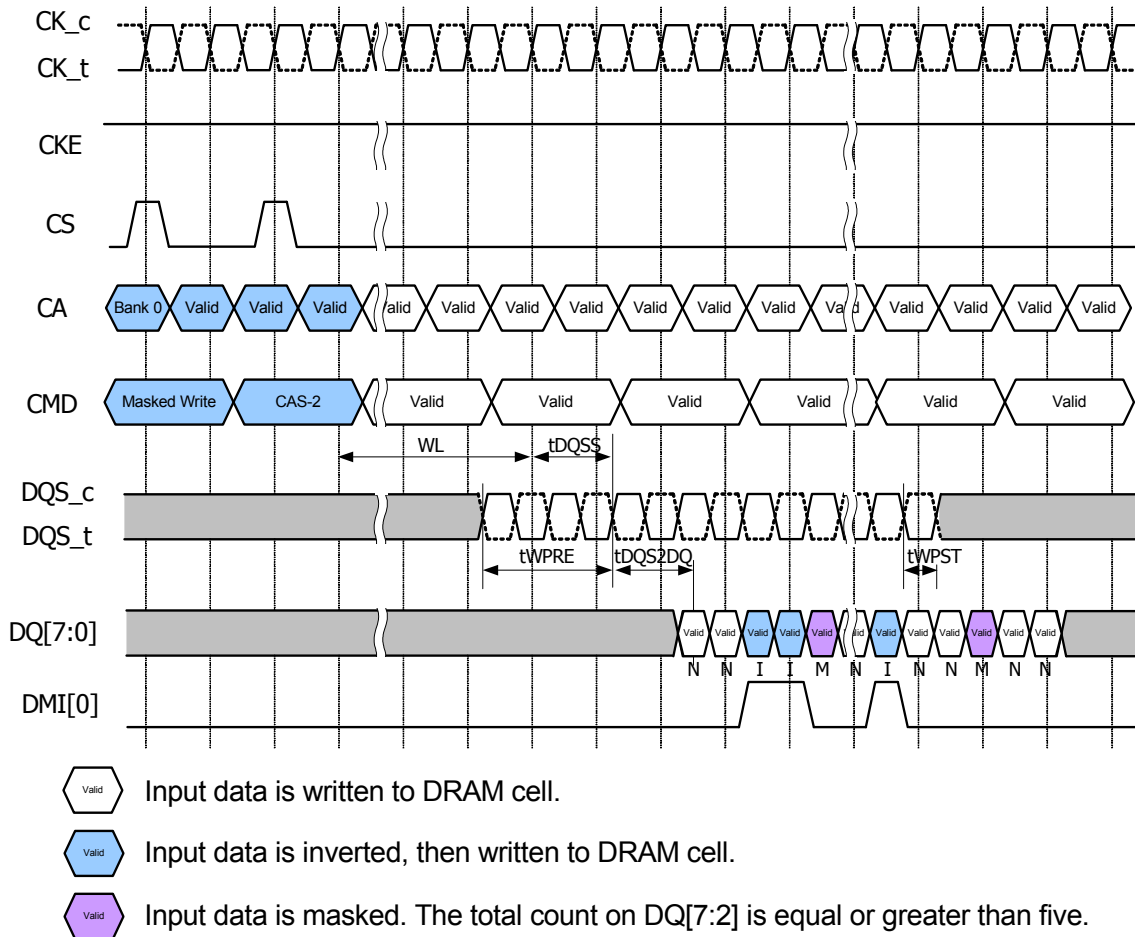 CK_c
CK_t
CKE
CS
CA Bank 0 Valid Valid Valid Valid Valid Valid Valid Valid Valid Valid Valid Valid Valid Valid Valid
CMD Masked Write CAS-2 Valid Valid Valid Valid Valid Valid
WL tDQSS
DQS_c
DQS_t
tWPRE tDQS2DQ tWPST
DQ[7:0] Valid Valid Valid Valid Valid Valid Valid Valid Valid Valid Valid Valid
N N I I M N I N N M N N
DMI[0]
Valid Input data is written to DRAM cell.
Valid Input data is inverted, then written to DRAM cell.
Valid Input data is masked. The total count on DQ[7:2] is equal or greater than five.